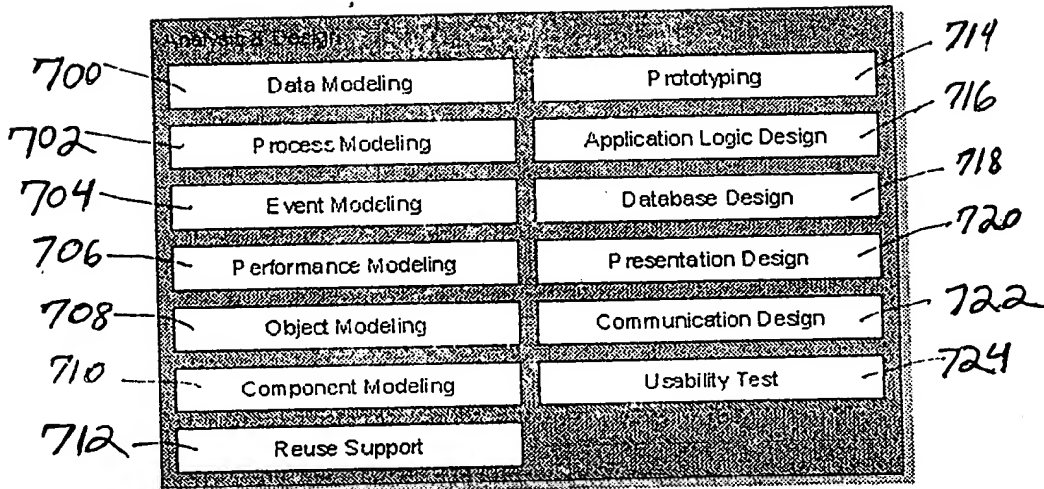 Analysis & Design
700 Data Modeling Prototyping 714
702 Process Modeling Application Logic Design 716
704 Event Modeling Database Design 718
706 Performance Modeling Presentation Design 720
708 Object Modeling Communication Design 722
710 Component Modeling Usability Test 724
712 Reuse Support